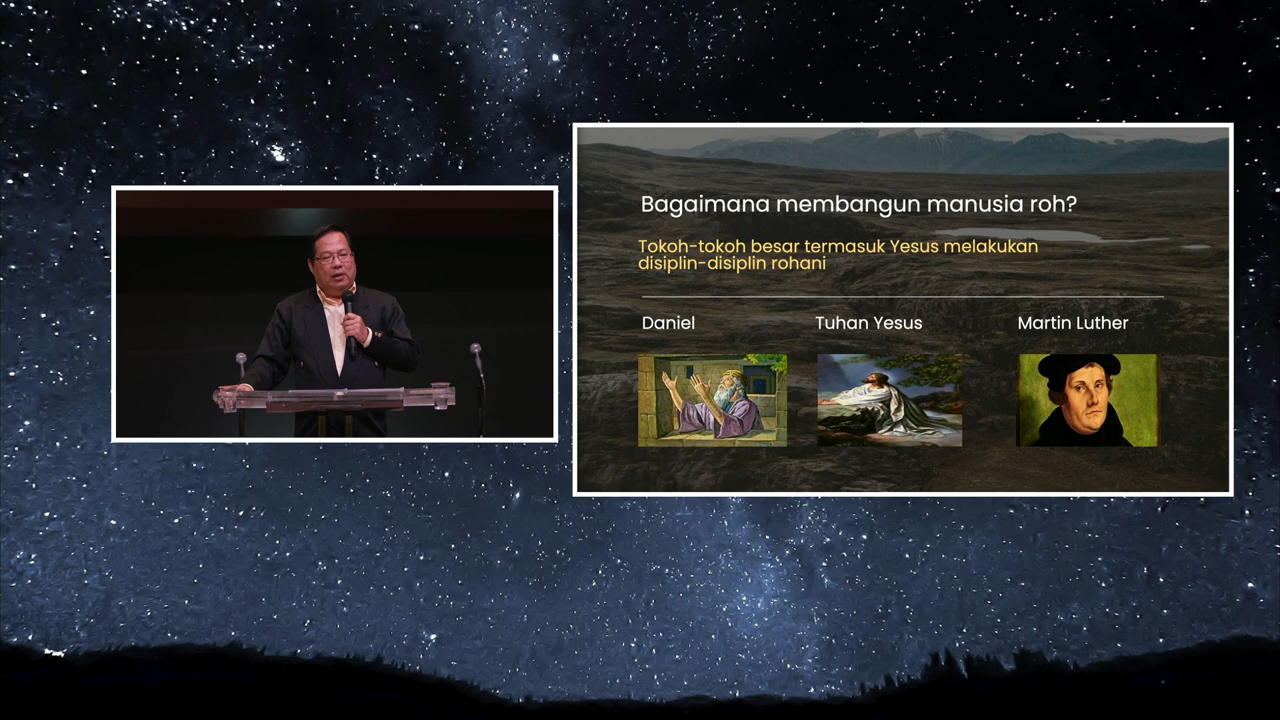 Bagaimana membangun manusia roh?
Tokoh-tokoh besar termasuk Yesus melakukan
disiplin-disiplin rohani
Daniel
Tuhan Yesus
Martin Luther